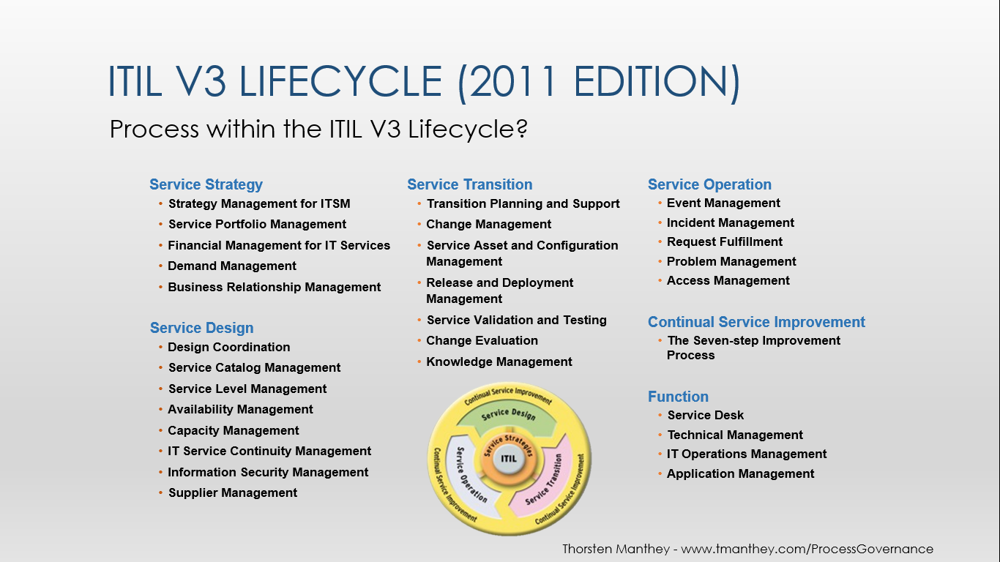 ITIL V3 LIFECYCLE (2011 EDITION)
Process within the ITIL V3 Lifecycle?
Service Strategy
• Strategy Management for ITSM
• Service Portfolio Management
• Financial Management for IT Services
• Demand Management
• Business Relationship Management
Service Design
• Design Coordination
• Service Catalog Management
• Service Level Management
• Availability Management
• Capacity Management
• IT Service Continuity Management
• Information Security Management
• Supplier Management
Service Transition
• Transition Planning and Support
• Change Management
• Service Asset and Configuration
Management
• Release and Deployment
Management
• Service Validation and Testing
• Change Evaluation
• Knowledge Management
Continual Service Improvement
Service Design
Service Strategies
ITIL
Service Operation
Service Transition
Continual Service Improvement
Continual Service Improvement
Service Operation
• Event Management
• Incident Management
• Request Fulfillment
• Problem Management
• Access Management
Continual Service Improvement
• The Seven-step Improvement
Process
Function
• Service Desk
• Technical Management
• IT Operations Management
• Application Management
Thorsten Manthey - www.tmanthey.com/ProcessGovernance